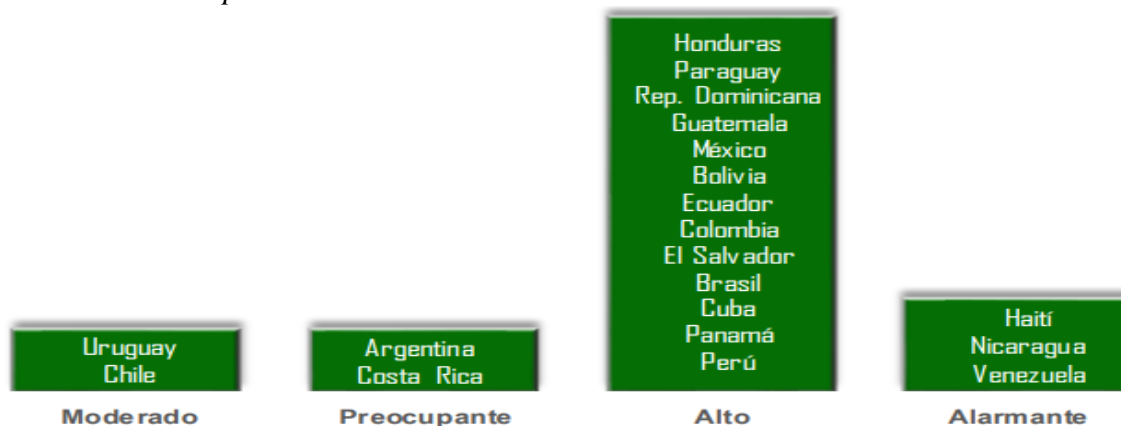 Honduras
Paraguay
Rep. Dominicana
Guatemala
México
Bolivia
Ecuador
Colombia
El Salvador
Brasil
Cuba
Panamá
Perú
Uruguay
Chile
Argentina
Costa Rica
Haití
Nicaragua
Venezuela
Moderado
Preocupante
Alto
Alarmante